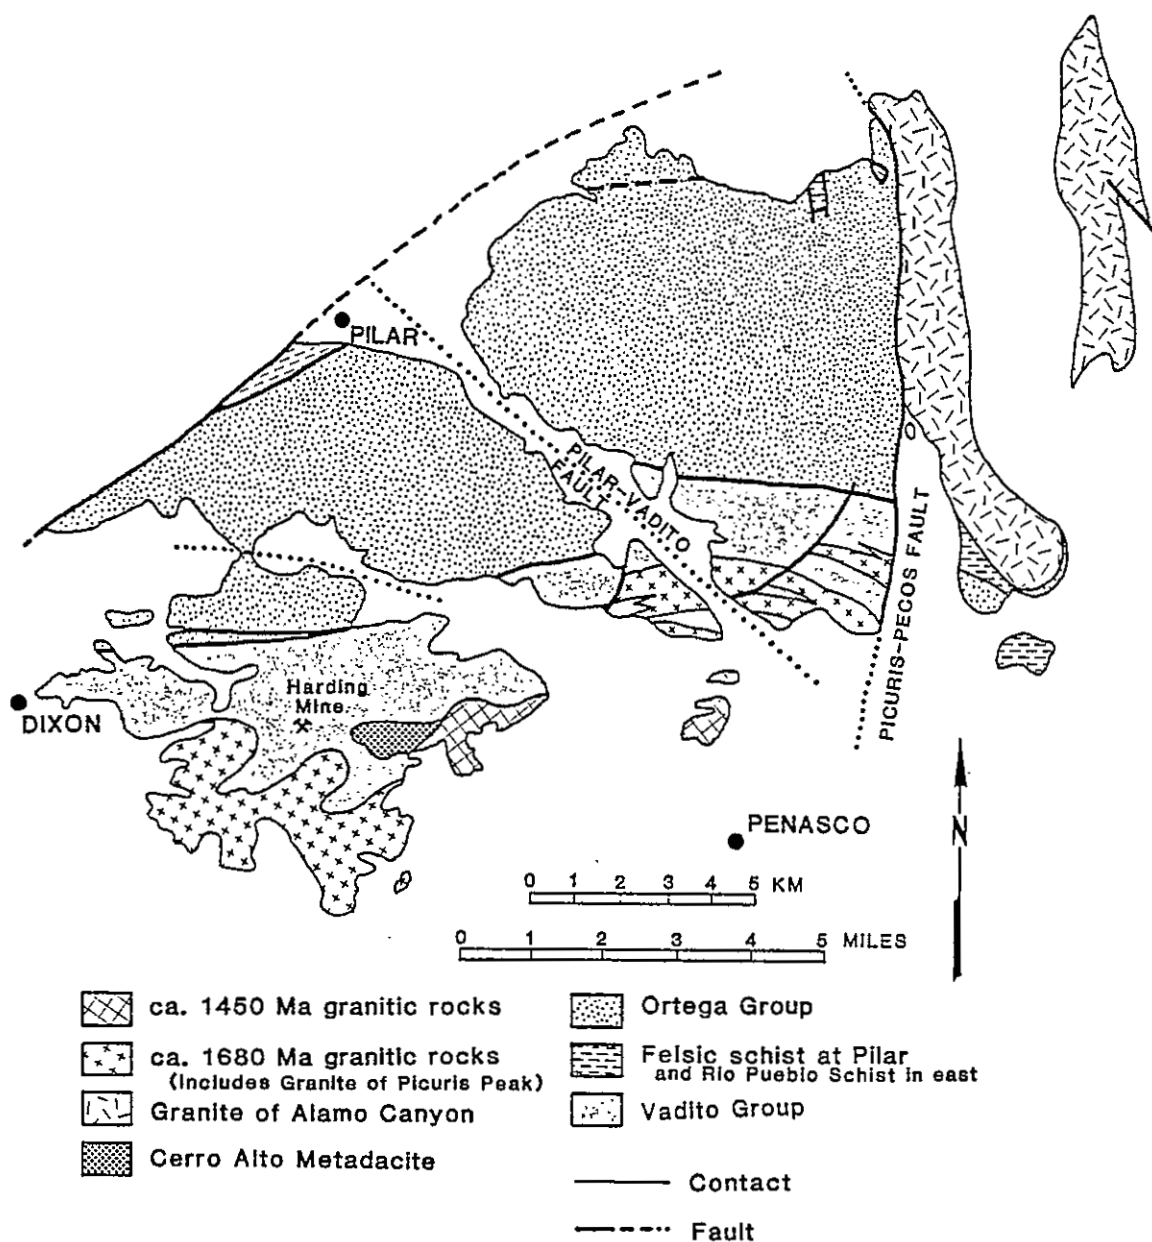 PILAR
PILAR-VADITO
FAULT
PICURIS-PECOS FAULT
Harding
Mine
DIXON
PENASCO
N
0 1 2 3 4 5 KM
0 1 2 3 4 5 MILES
ca. 1450 Ma granitic rocks
ca. 1680 Ma granitic rocks
(includes Granite of Picuris Peak)
Granite of Alamo Canyon
Cerro Alto Metadacite
Ortega Group
Felsic schist at Pilar
and Rio Pueblo Schist in east
Vadito Group
Contact
Fault